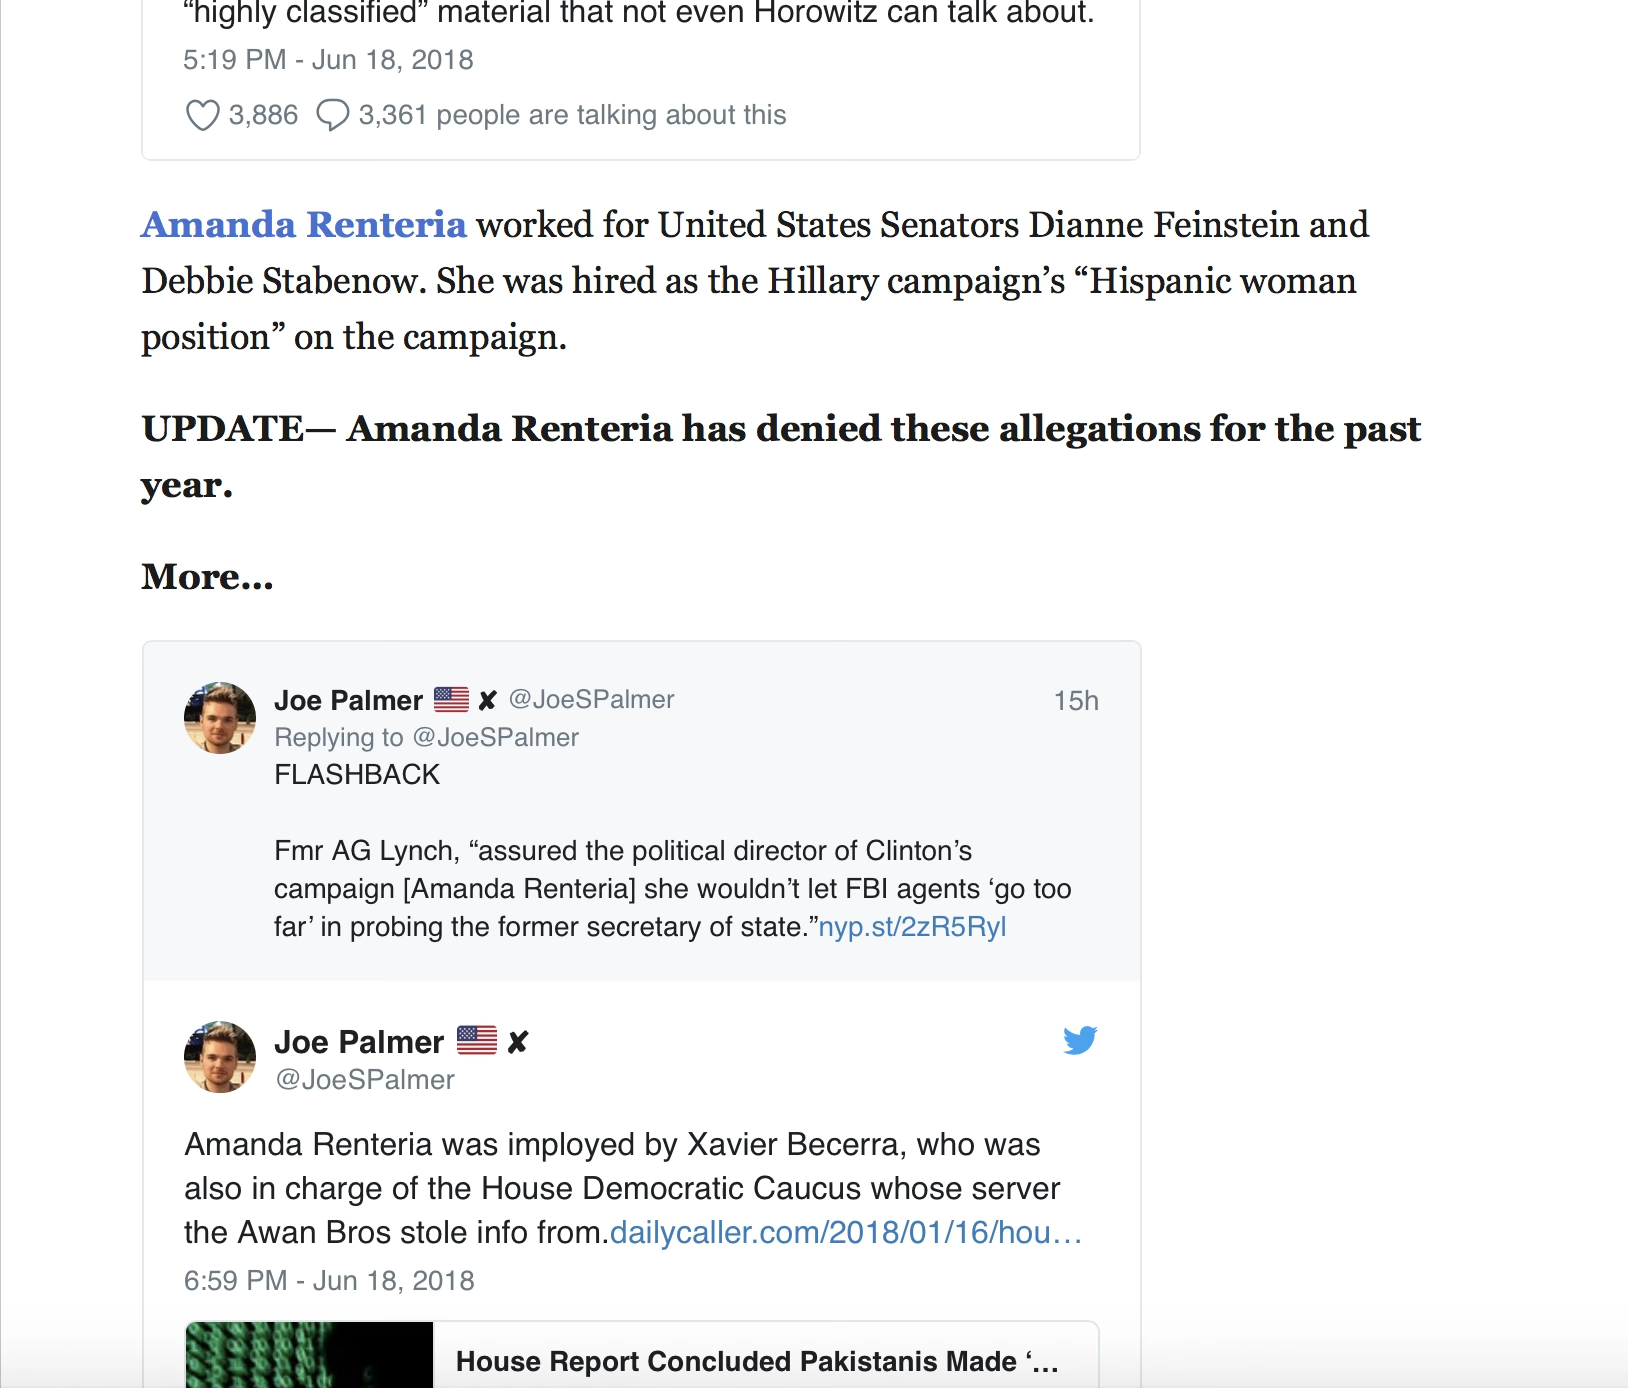 “highly classified” material that not even Horowitz can talk about.
5:19 PM - Jun 18, 2018
3,886 3,361 people are talking about this
Amanda Renteria worked for United States Senators Dianne Feinstein and
Debbie Stabenow. She was hired as the Hillary campaign’s “Hispanic woman
position” on the campaign.
UPDATE— Amanda Renteria has denied these allegations for the past
year.
More…
Joe Palmer 🇺🇸 ✘ @JoeSPalmer 15h
Replying to @JoeSPalmer
FLASHBACK
Fmr AG Lynch, “assured the political director of Clinton’s
campaign [Amanda Renteria] she wouldn’t let FBI agents ‘go too
far’ in probing the former secretary of state.”nyp.st/2zR5Ryl
Joe Palmer 🇺🇸 ✘
@JoeSPalmer
Amanda Renteria was imployed by Xavier Becerra, who was
also in charge of the House Democratic Caucus whose server
the Awan Bros stole info from.dailycaller.com/2018/01/16/hou…
6:59 PM - Jun 18, 2018
House Report Concluded Pakistanis Made ‘…